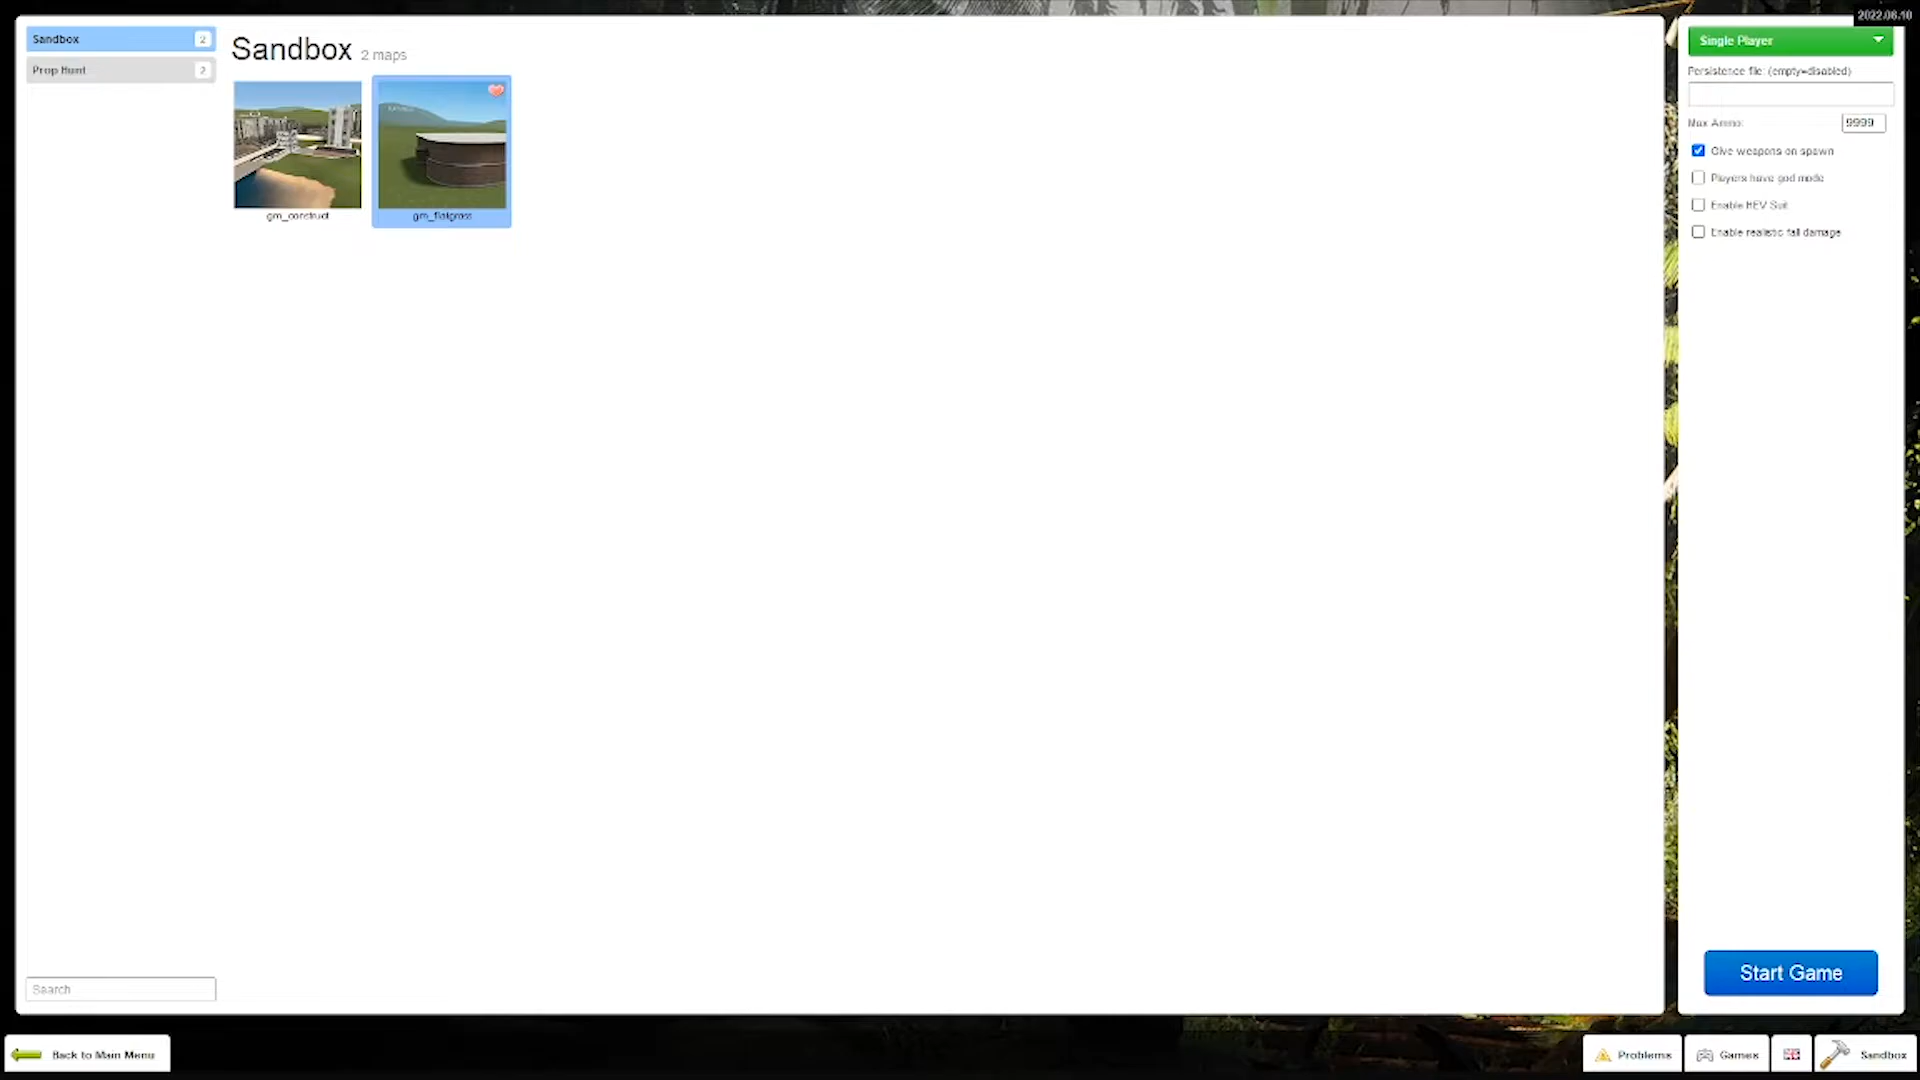 2022.06.10
Sandbox 2
Prop Hunt 2
Sandbox 2 maps
gm_construct
gm_flatgrass
Single Player
Persistence file: (empty=disabled)
Max Ammo: 9999
Give weapons on spawn
Players have god mode
Enable HEV Suit
Enable realistic fall damage
Start Game
Search
Back to Main Menu
Problems
Games
Sandbox